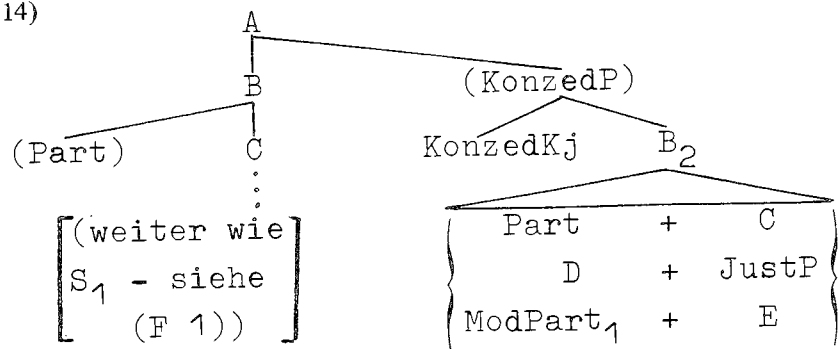 14)
A
B (KonzedP)
(Part) C KonzedKj B₂
(weiter wie
S₁ - siehe
(F 1))
Part + C
D + JustP
ModPart₁ + E